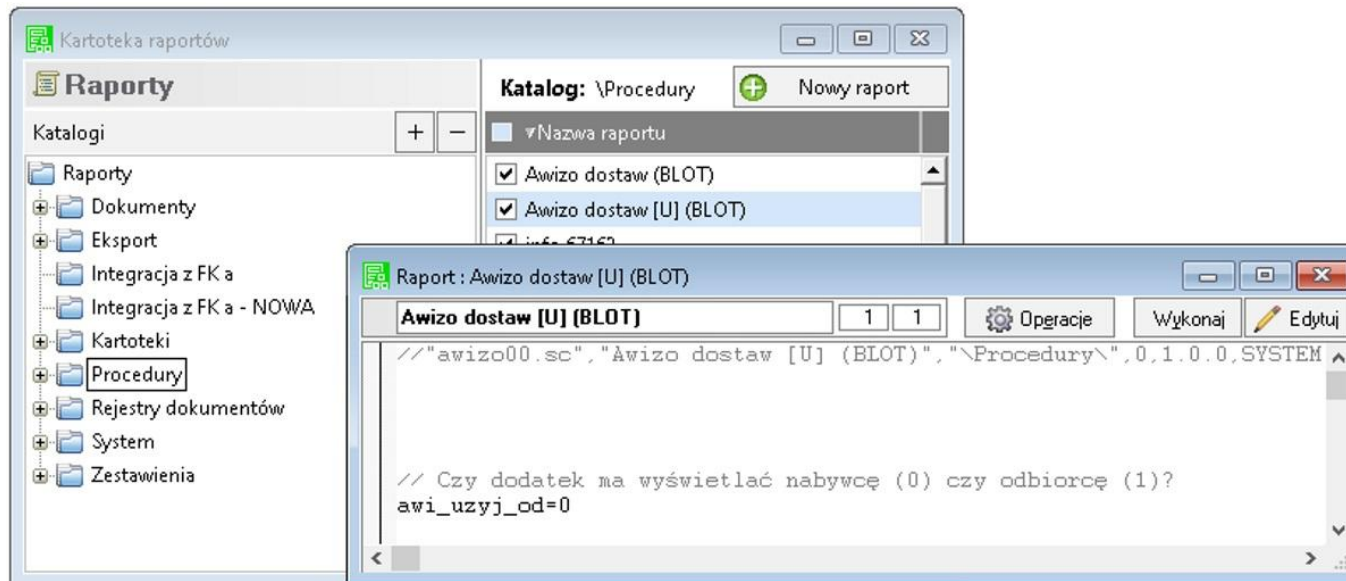 Kartoteka raportów
Raporty
Katalog: \Procedury
Nowy raport
Katalogi
+ −
Nazwa raportu
Raporty
Dokumenty
Eksport
Integracja z FK a
Integracja z FK a - NOWA
Kartoteki
Procedury
Rejestry dokumentów
System
Zestawienia
Awizo dostaw (BLOT)
Awizo dostaw [U] (BLOT)
Raport : Awizo dostaw [U] (BLOT)
Awizo dostaw [U] (BLOT) 1 1 Operacje Wykonaj Edytuj
//"awizo00.sc","Awizo dostaw [U] (BLOT)","\Procedury\",0,1.0.0,SYSTEM
// Czy dodatek ma wyświetlać nabywcę (0) czy odbiorcę (1)?
awi_uzyj_od=0